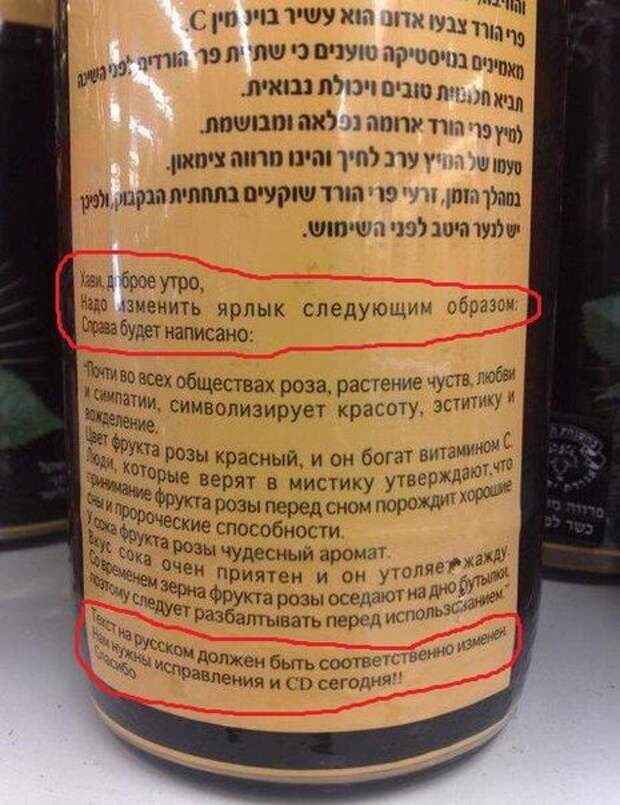 פרי הורד צבעו אדום הוא עשיר בויטמין C.
מאמינים במיסטיקה טוענים כי שתיית פרי הורדים לפני השינה
תביא חלומות טובים ויכולת נבואית.
למיץ פרי הורד ארומה נפלאה ומבושמת.
טעמו של המיץ ערב לחיך והינו מרווה צימאון.
במהלך הזמן, זרעי פרי הורד שוקעים בתחתית הבקבוק, ולפיכך
יש לנער היטב לפני השימוש.
Хави, доброе утро,
Надо изменить ярлык следующим образом:
Справа будет написано:
"Почти во всех обществах роза, растение чуств, любви
и симпатии, символизирует красоту, эститику и
вожделение.
Цвет фрукта розы красный, и он богат витамином С.
Люди, которые верят в мистику утверждают,что
принимание фрукта розы перед сном порождит хорошие
сны и пророческие способности.
У сока фрукта розы чудесный аромат.
Вкус сока очен приятен и он утоляет жажду.
Со временем зерна фрукта розы оседают на дно бутылки,
поэтому следует разбалтывать перед использованием."
Текст на русском должен быть соответственно изменен.
Нам нужны исправления и CD сегодня!!
Спасибо
פרווה
כשר